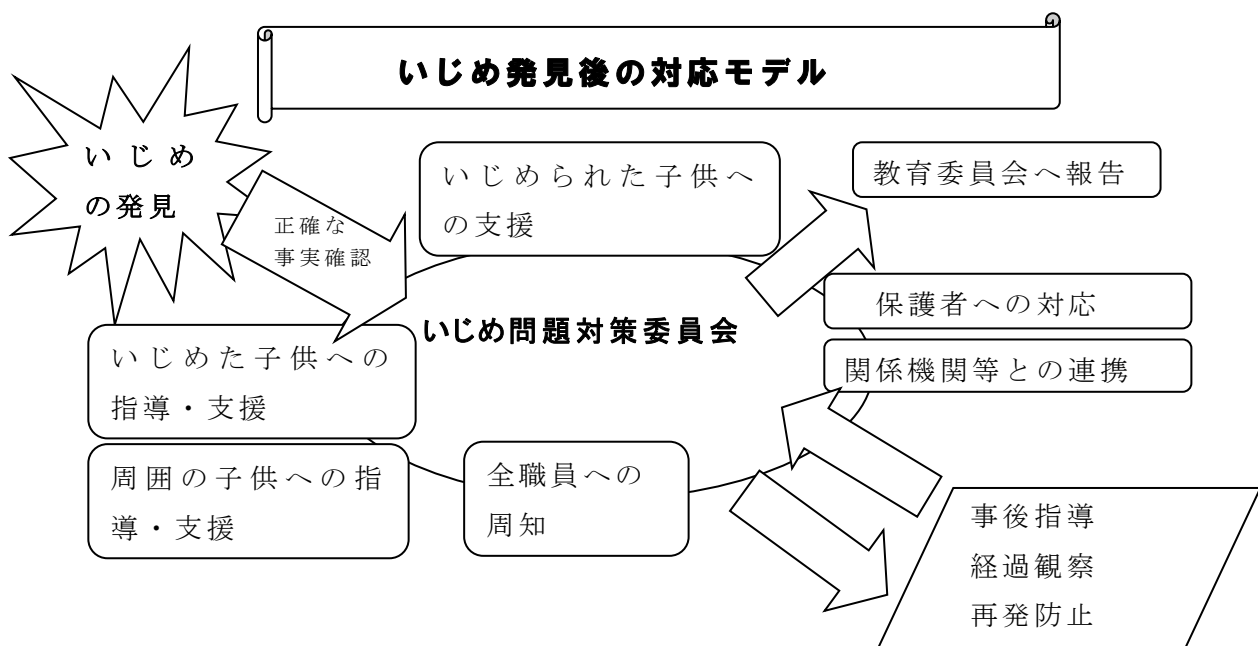 いじめ発見後の対応モデル
いじめ
の発見
正確な
事実確認
いじめられた子供へ
の支援
教育委員会へ報告
保護者への対応
いじめ問題対策委員会
関係機関等との連携
いじめた子供への
指導・支援
周囲の子供への指
導・支援
全職員への
周知
事後指導
経過観察
再発防止